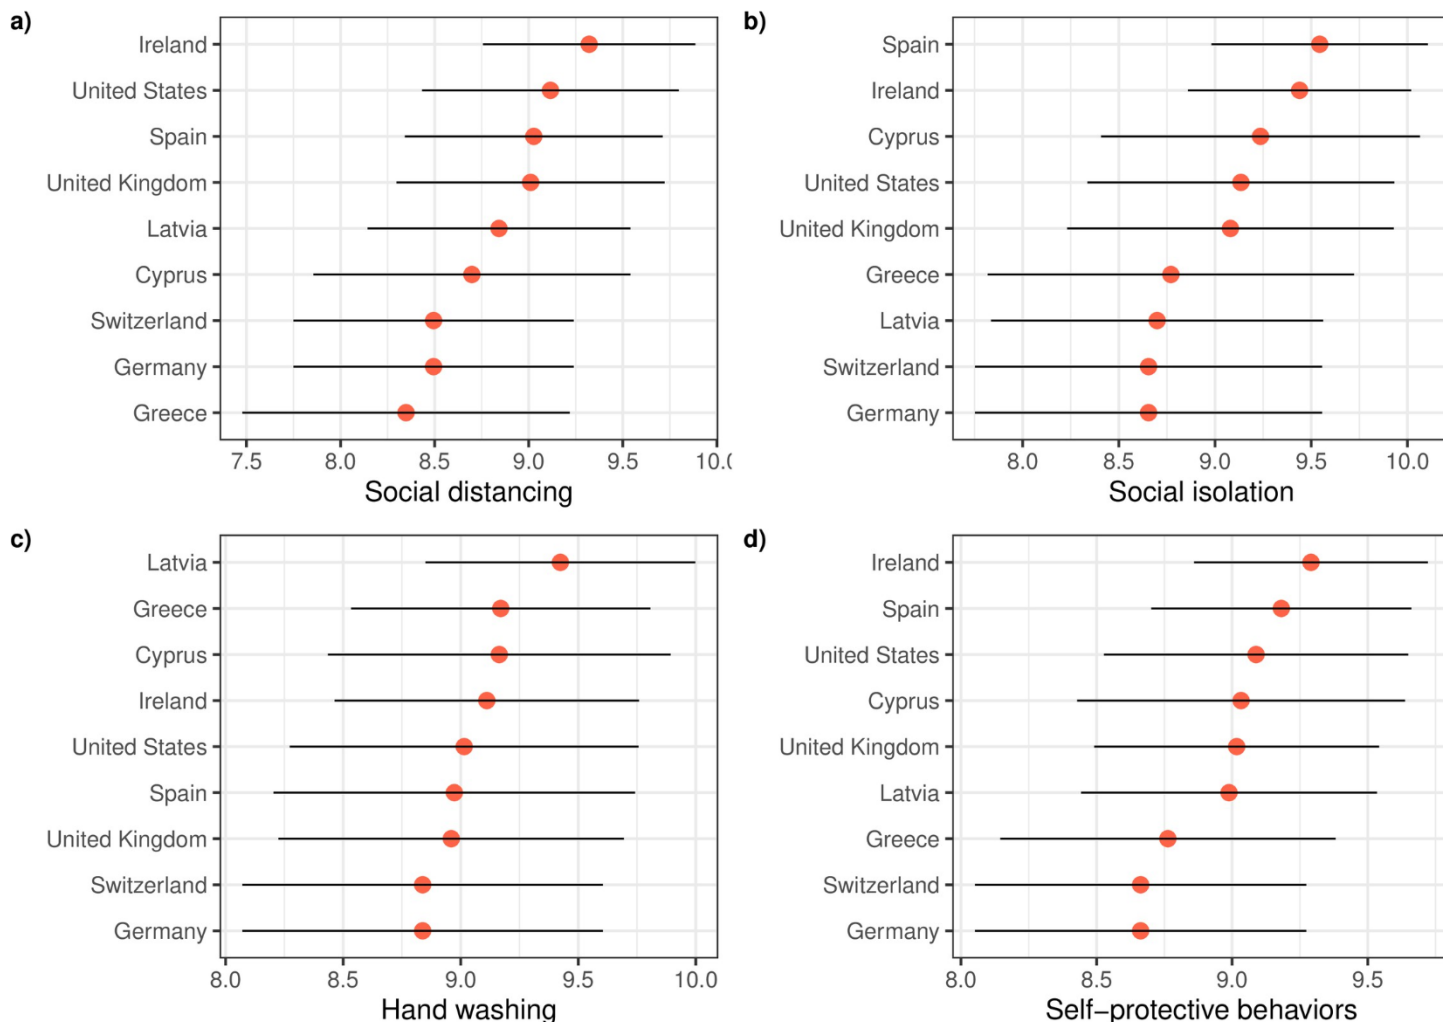 a)
Ireland
United States
Spain
United Kingdom
Latvia
Cyprus
Switzerland
Germany
Greece
7.5 8.0 8.5 9.0 9.5 10.0
Social distancing
b)
Spain
Ireland
Cyprus
United States
United Kingdom
Greece
Latvia
Switzerland
Germany
8.0 8.5 9.0 9.5 10.0
Social isolation
c)
Latvia
Greece
Cyprus
Ireland
United States
Spain
United Kingdom
Switzerland
Germany
8.0 8.5 9.0 9.5 10.0
Hand washing
d)
Ireland
Spain
United States
Cyprus
United Kingdom
Latvia
Greece
Switzerland
Germany
8.0 8.5 9.0 9.5
Self−protective behaviors